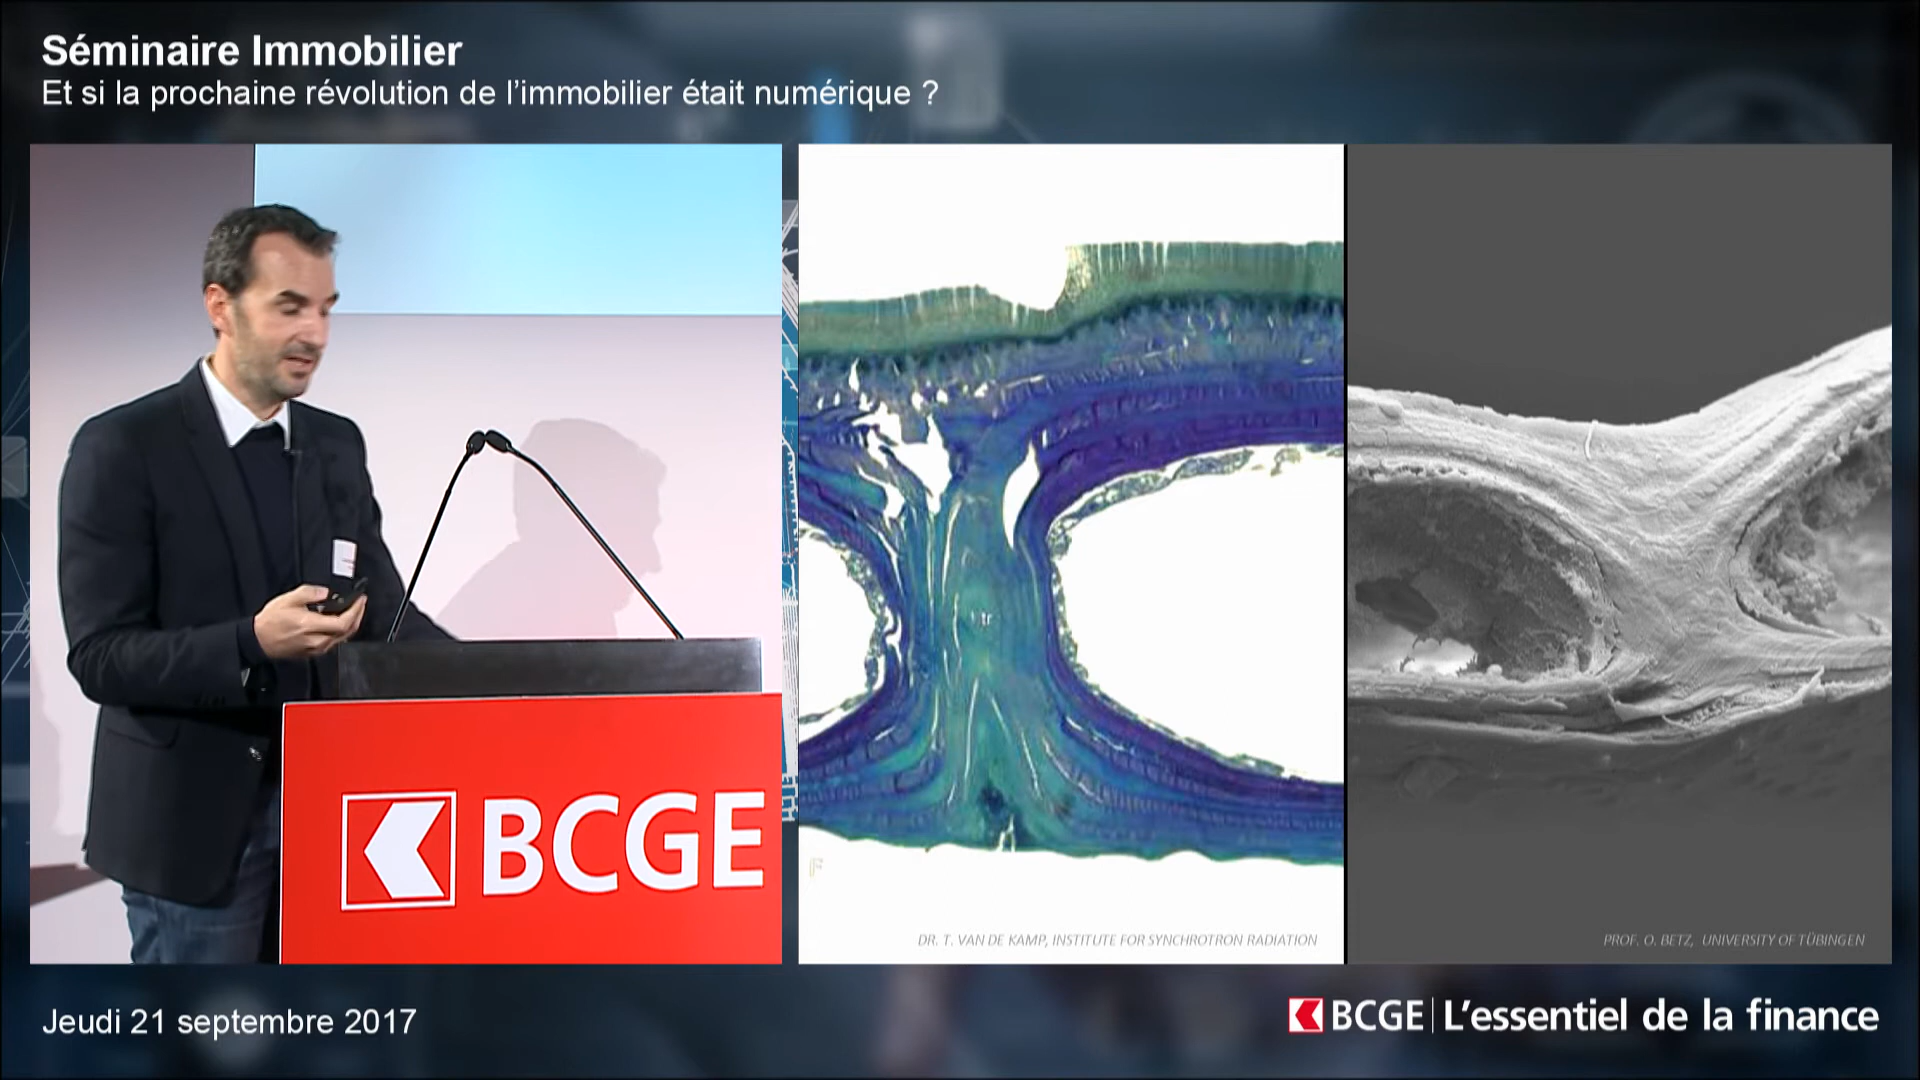 Séminaire Immobilier
Et si la prochaine révolution de l’immobilier était numérique ?
BCGE
tr
F
DR. T. VAN DE KAMP, INSTITUTE FOR SYNCHROTRON RADIATION
PROF. O. BETZ, UNIVERSITY OF TÜBINGEN
Jeudi 21 septembre 2017
BCGE L’essentiel de la finance